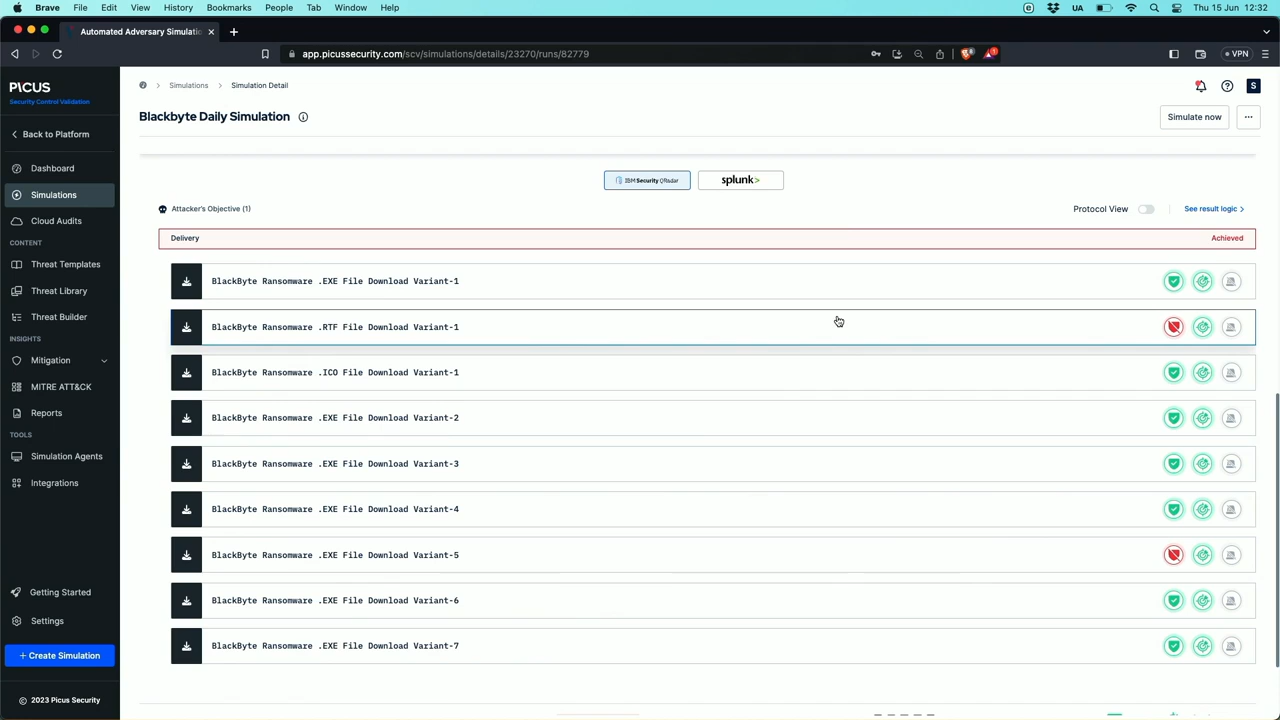 Brave File Edit View History Bookmarks People Tab Window Help UA Thu 15 Jun 12:32
Automated Adversary Simulatio
app.picussecurity.com/scv/simulations/details/23270/runs/82779
VPN
PICUS
Security Control Validation
Back to Platform
Dashboard
Simulations
Cloud Audits
CONTENT
Threat Templates
Threat Library
Threat Builder
INSIGHTS
Mitigation
MITRE ATT&CK
Reports
TOOLS
Simulation Agents
Integrations
Getting Started
Settings
+ Create Simulation
© 2023 Picus Security
Simulations > Simulation Detail
S
Blackbyte Daily Simulation
Simulate now
IBM Security QRadar
splunk>
Attacker's Objective (1)
Protocol View
See result logic >
Delivery
Achieved
BlackByte Ransomware .EXE File Download Variant-1
BlackByte Ransomware .RTF File Download Variant-1
BlackByte Ransomware .ICO File Download Variant-1
BlackByte Ransomware .EXE File Download Variant-2
BlackByte Ransomware .EXE File Download Variant-3
BlackByte Ransomware .EXE File Download Variant-4
BlackByte Ransomware .EXE File Download Variant-5
BlackByte Ransomware .EXE File Download Variant-6
BlackByte Ransomware .EXE File Download Variant-7